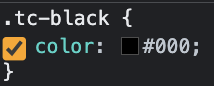 .tc-black {
color: #000;
}